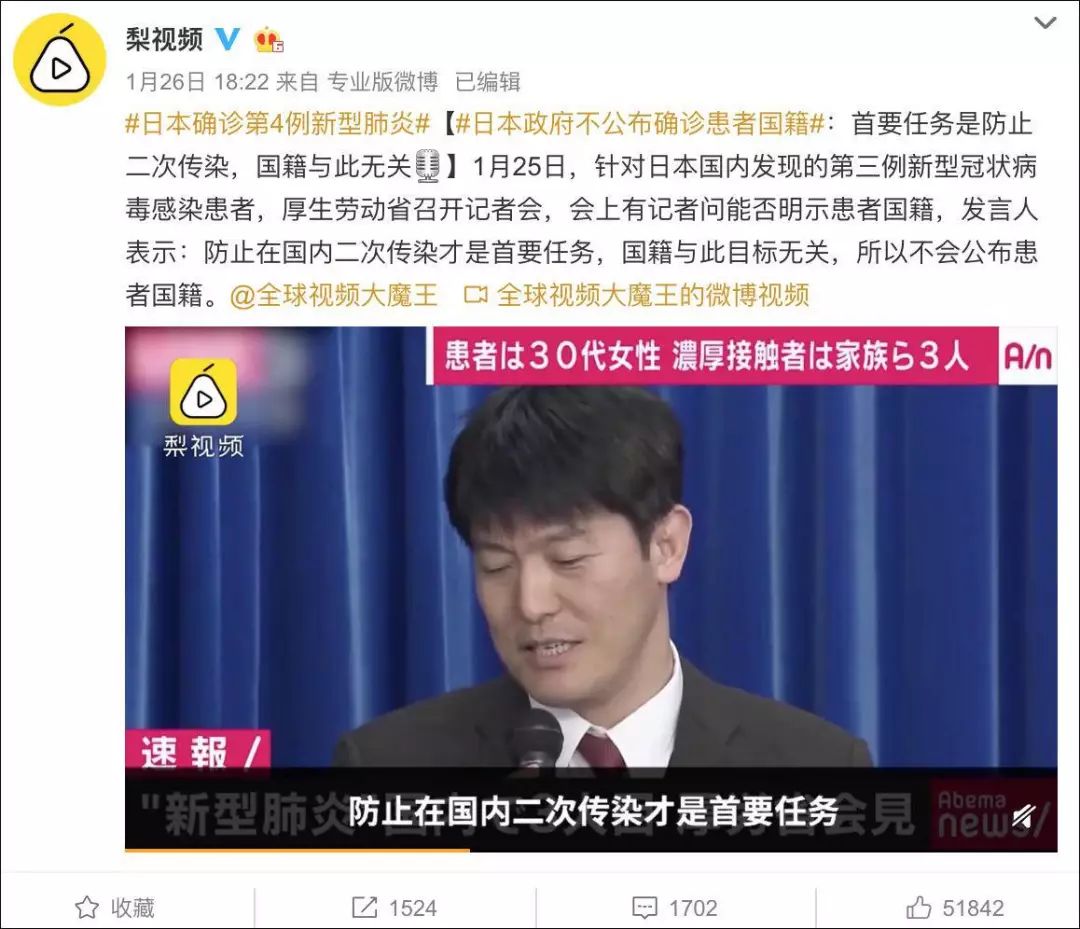 梨视频
1月26日 18:22 来自 专业版微博 已编辑
#日本确诊第4例新型肺炎#【#日本政府不公布确诊患者国籍#：首要任务是防止
二次传染，国籍与此无关🎙】1月25日，针对日本国内发现的第三例新型冠状病
毒感染患者，厚生劳动省召开记者会，会上有记者问能否明示患者国籍，发言人
表示：防止在国内二次传染才是首要任务，国籍与此目标无关，所以不会公布患
者国籍。@全球视频大魔王 全球视频大魔王的微博视频
患者は30代女性 濃厚接触者は家族ら3人
A/n
梨视频
速報/
防止在国内二次传染才是首要任务
"新型肺炎
会見
Abema
news/
收藏
1524
1702
51842